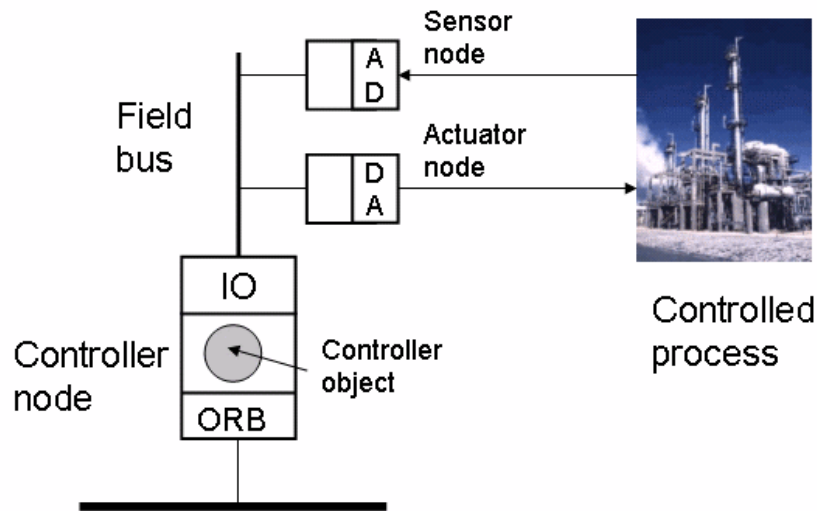 Sensor
node
A
D
Field
bus
Actuator
node
D
A
IO
Controller
node
Controller
object
ORB
Controlled
process